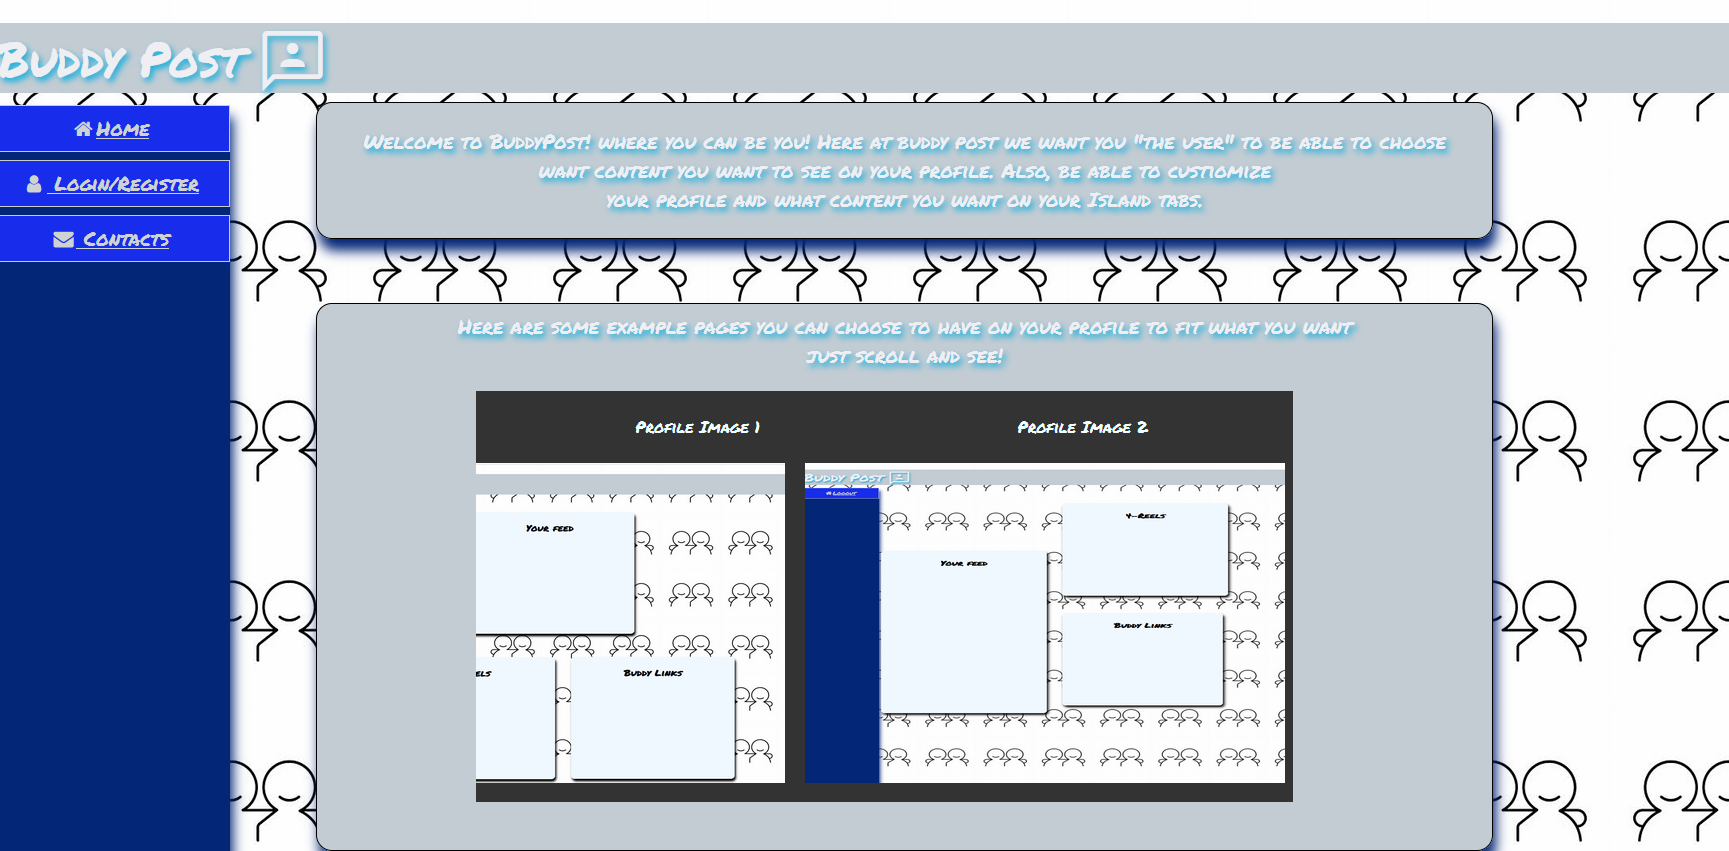 Buddy Post
Home
Login/Register
Contacts
Welcome to BuddyPost! where you can be you! Here at buddy post we want you "the user" to be able to choose
want content you want to see on your profile. Also, be able to custiomize
your profile and what content you want on your Island tabs.
Here are some example pages you can choose to have on your profile to fit what you want
just scroll and see!
Profile Image 1
Profile Image 2
Your feed
els
Buddy Links
Buddy Post
Logout
Your feed
4-Reels
Buddy Links